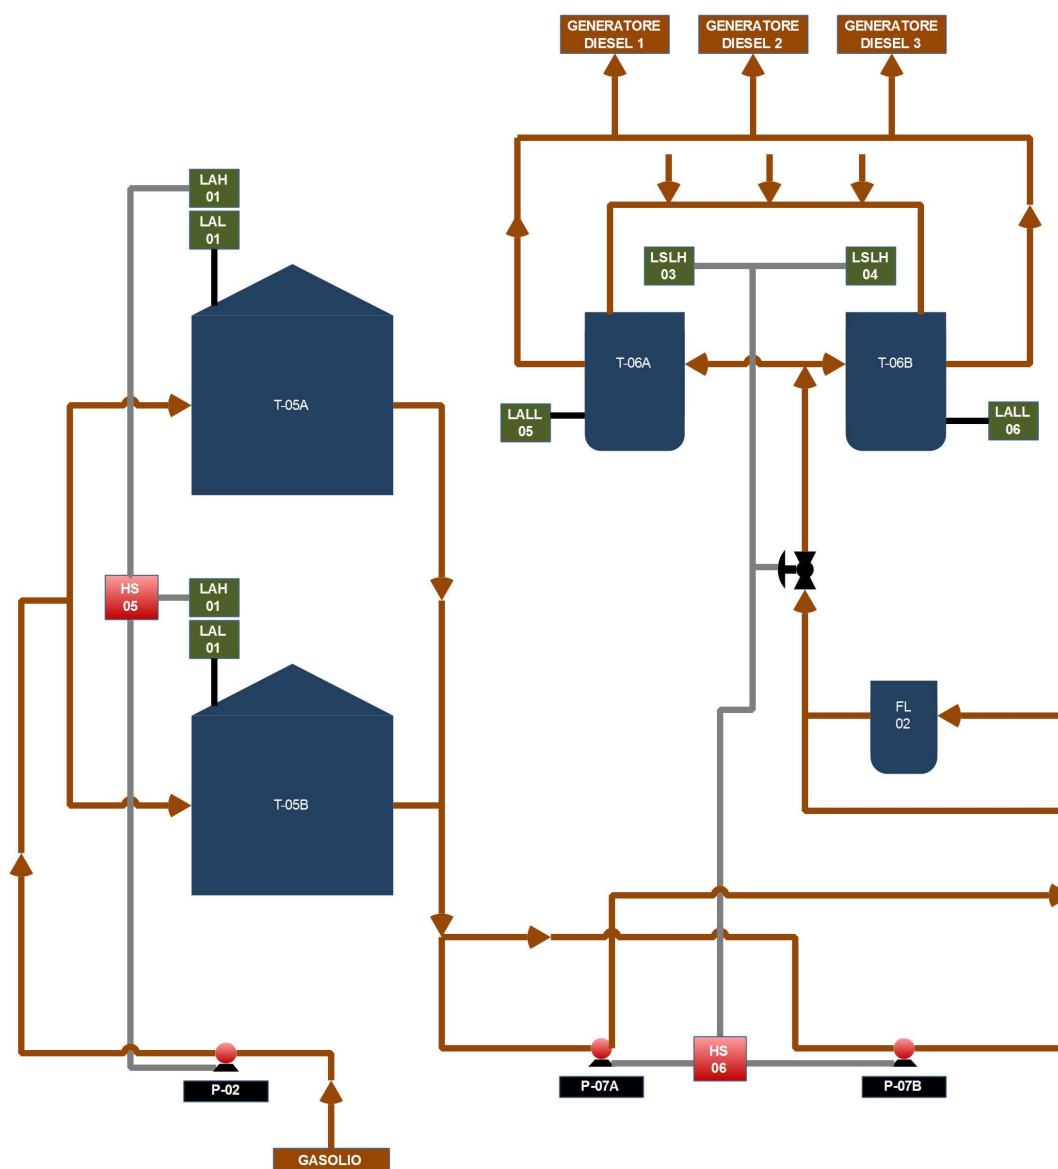 GENERATORE
DIESEL 1
GENERATORE
DIESEL 2
GENERATORE
DIESEL 3
LAH
01
LAL
01
LSLH
03
LSLH
04
T-06A
T-06B
T-05A
LALL
05
LALL
06
HS
05
LAH
01
LAL
01
FL
02
T-05B
HS
06
P-02
P-07A
P-07B
GASOLIO